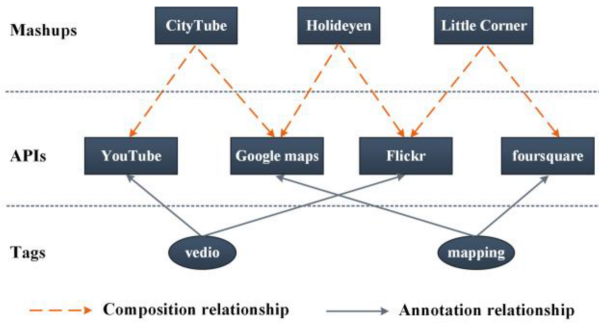 Mashups CityTube Holideyen Little Corner
APIs YouTube Google maps Flickr foursquare
Tags vedio mapping
Composition relationship Annotation relationship